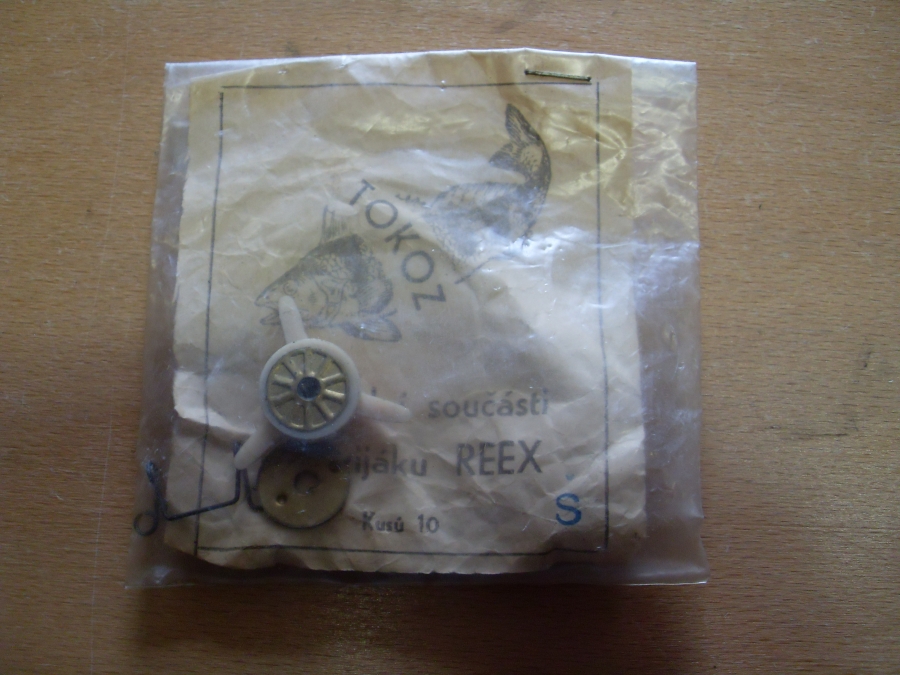 TOKOZ
součásti
REEX
S
Kusů 10